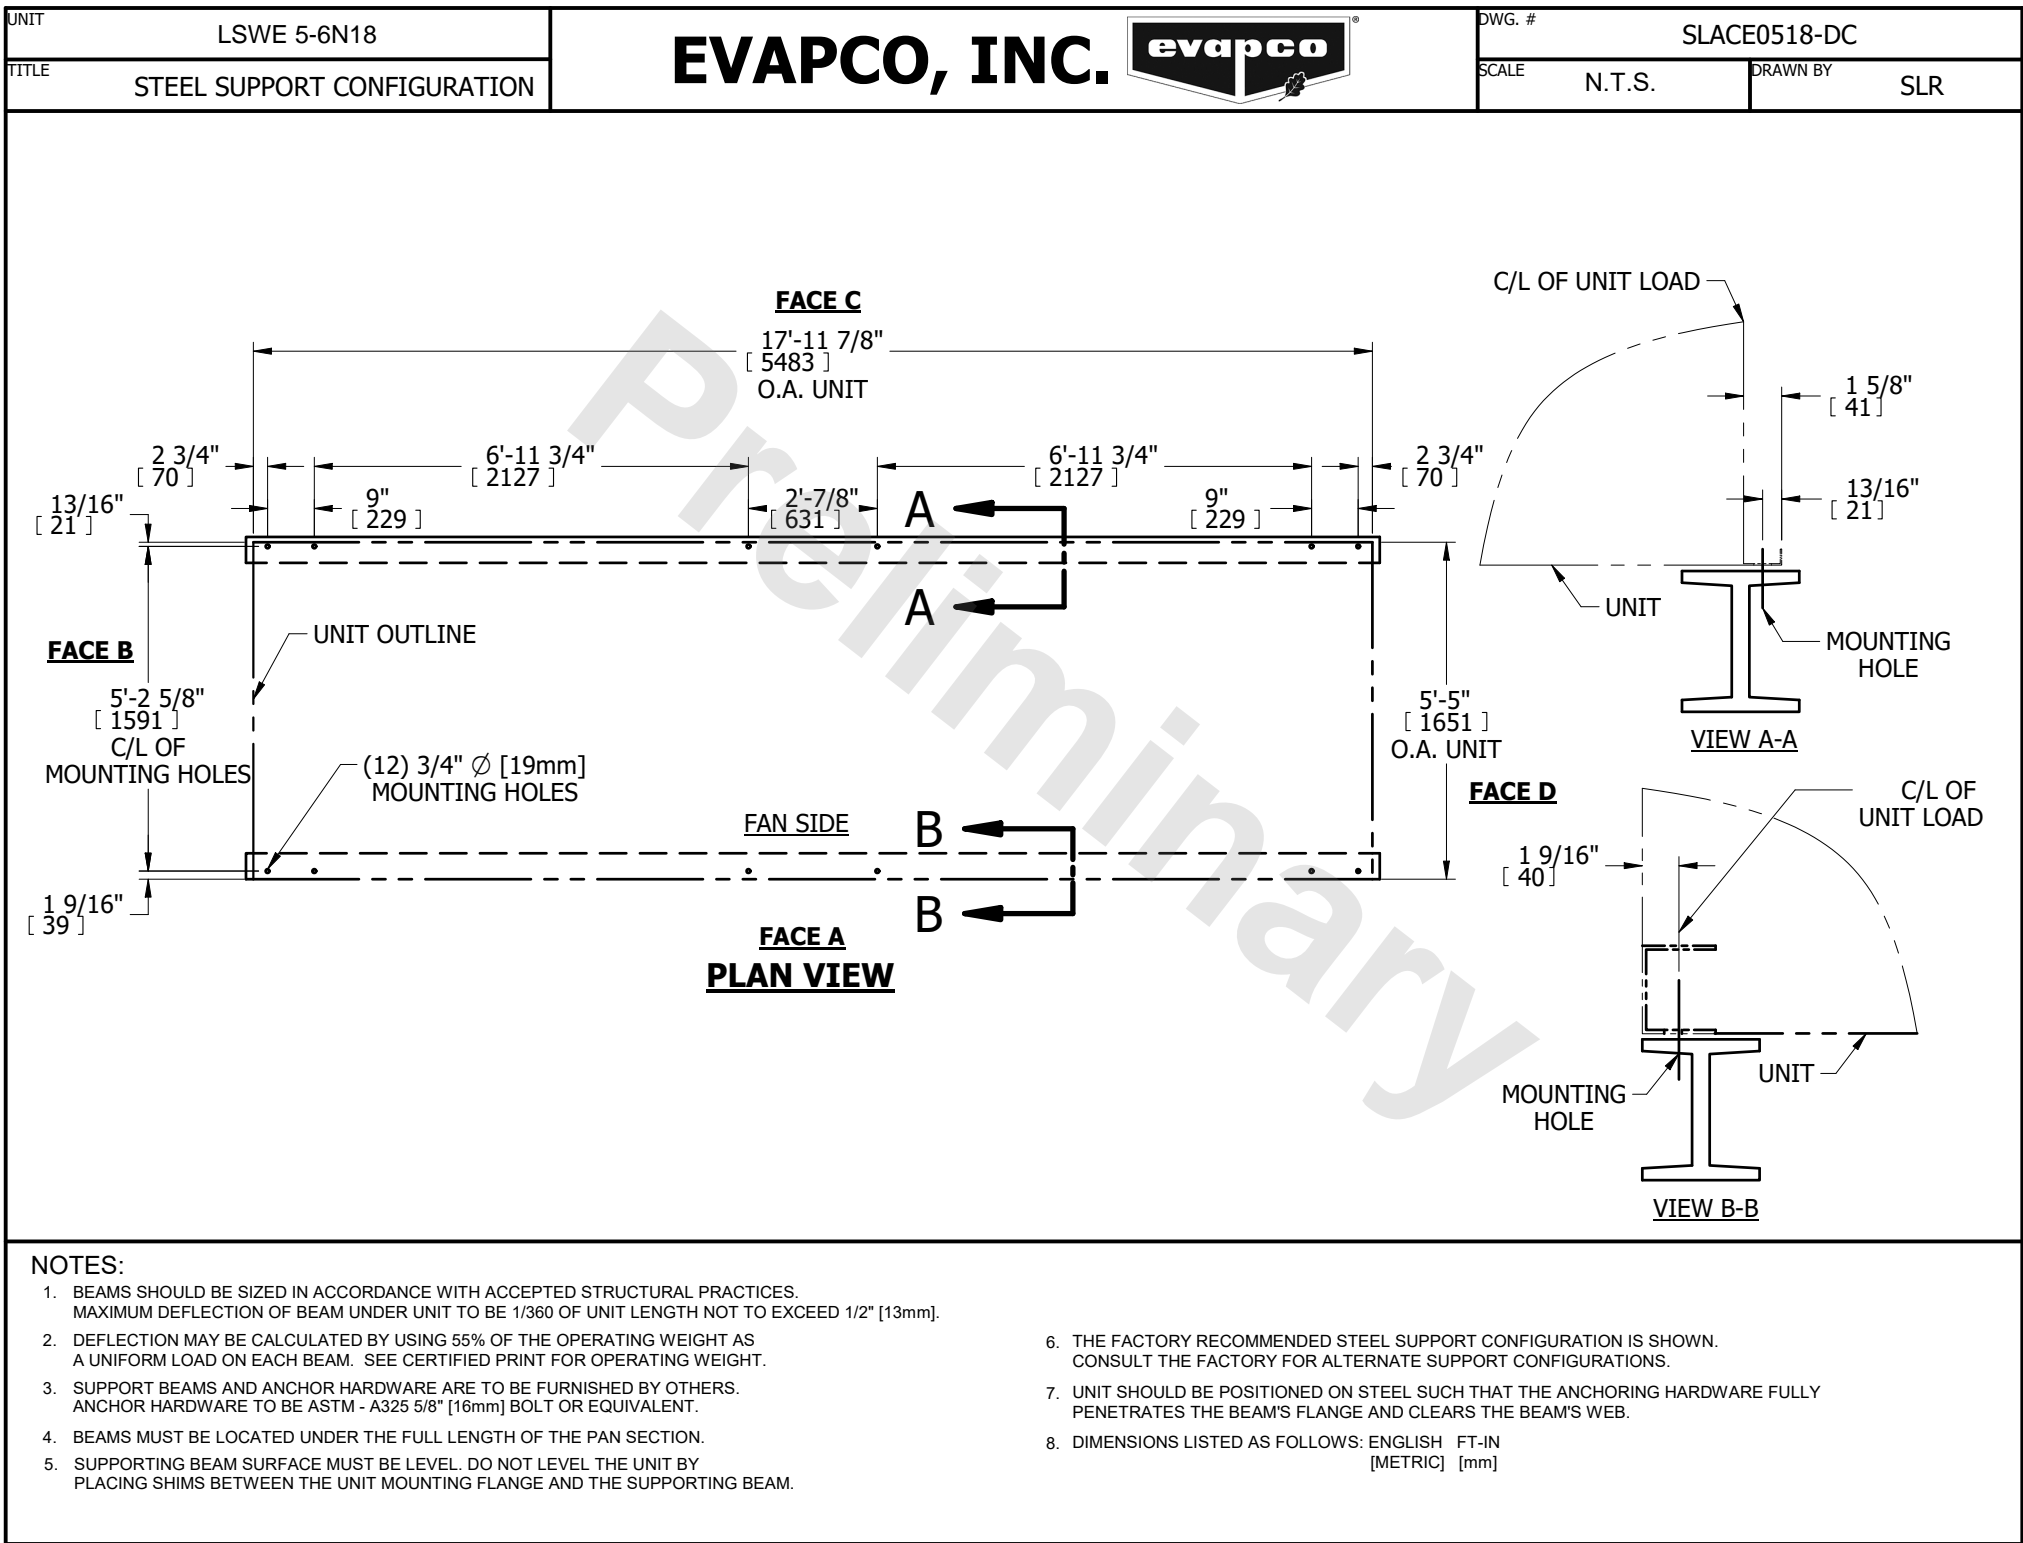 UNIT
LSWE 5-6N18
TITLE
STEEL SUPPORT CONFIGURATION
EVAPCO, INC.
evapco
®
DWG. #
SLACE0518-DC
SCALE
N.T.S.
DRAWN BY
SLR
FACE C
17'-11 7/8"
[ 5483 ]
O.A. UNIT
2 3/4"
[ 70 ]
6'-11 3/4"
[ 2127 ]
6'-11 3/4"
[ 2127 ]
2 3/4"
[ 70 ]
13/16"
[ 21 ]
9"
[ 229 ]
2'-7/8"
[ 631 ]
A
9"
[ 229 ]
A
UNIT OUTLINE
FACE B
5'-2 5/8"
[ 1591 ]
C/L OF
MOUNTING HOLES
(12) 3/4" ∅ [19mm]
MOUNTING HOLES
5'-5"
[ 1651 ]
O.A. UNIT
FACE D
FAN SIDE
B
B
1 9/16"
[ 39 ]
FACE A
PLAN VIEW
Preliminary
C/L OF UNIT LOAD
1 5/8"
[ 41 ]
13/16"
[ 21 ]
UNIT
MOUNTING
HOLE
VIEW A-A
C/L OF
UNIT LOAD
1 9/16"
[ 40 ]
UNIT
MOUNTING
HOLE
VIEW B-B
NOTES:
1. BEAMS SHOULD BE SIZED IN ACCORDANCE WITH ACCEPTED STRUCTURAL PRACTICES.
MAXIMUM DEFLECTION OF BEAM UNDER UNIT TO BE 1/360 OF UNIT LENGTH NOT TO EXCEED 1/2" [13mm].
2. DEFLECTION MAY BE CALCULATED BY USING 55% OF THE OPERATING WEIGHT AS
A UNIFORM LOAD ON EACH BEAM. SEE CERTIFIED PRINT FOR OPERATING WEIGHT.
3. SUPPORT BEAMS AND ANCHOR HARDWARE ARE TO BE FURNISHED BY OTHERS.
ANCHOR HARDWARE TO BE ASTM - A325 5/8" [16mm] BOLT OR EQUIVALENT.
4. BEAMS MUST BE LOCATED UNDER THE FULL LENGTH OF THE PAN SECTION.
5. SUPPORTING BEAM SURFACE MUST BE LEVEL. DO NOT LEVEL THE UNIT BY
PLACING SHIMS BETWEEN THE UNIT MOUNTING FLANGE AND THE SUPPORTING BEAM.
6. THE FACTORY RECOMMENDED STEEL SUPPORT CONFIGURATION IS SHOWN.
CONSULT THE FACTORY FOR ALTERNATE SUPPORT CONFIGURATIONS.
7. UNIT SHOULD BE POSITIONED ON STEEL SUCH THAT THE ANCHORING HARDWARE FULLY
PENETRATES THE BEAM'S FLANGE AND CLEARS THE BEAM'S WEB.
8. DIMENSIONS LISTED AS FOLLOWS: ENGLISH FT-IN
[METRIC] [mm]